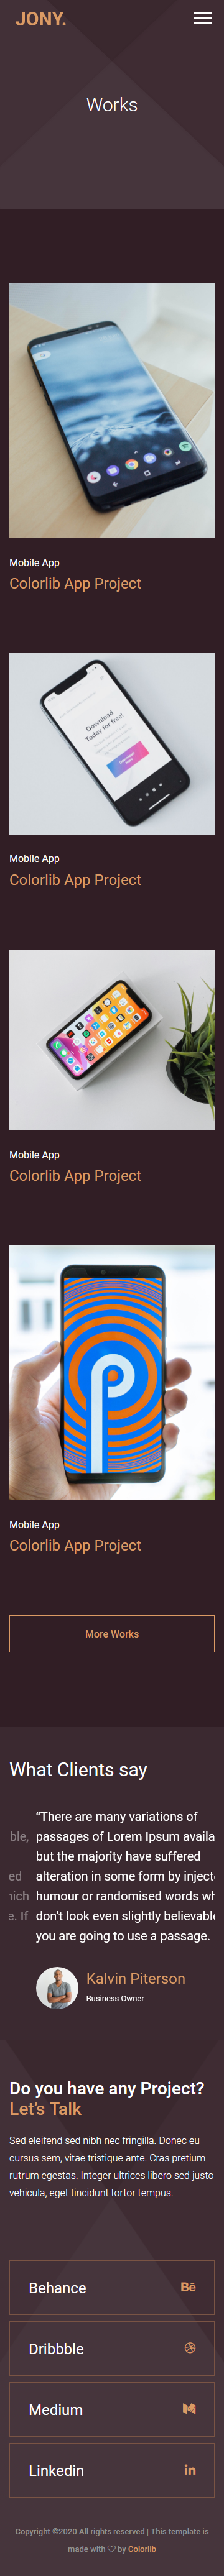 JONY.
Works
Download
Today for free!
Mobile App
Colorlib App Project
Mobile App
Colorlib App Project
Mobile App
Colorlib App Project
Mobile App
Colorlib App Project
More Works
What Clients say
“There are many variations of
ble, passages of Lorem Ipsum availa
but the majority have suffered
ed alteration in some form by injecte
hich humour or randomised words wh
e. If don’t look even slightly believable
you are going to use a passage.
Kalvin Piterson
Business Owner
Do you have any Project?
Let’s Talk
Sed eleifend sed nibh nec fringilla. Donec eu
cursus sem, vitae tristique ante. Cras pretium
rutrum egestas. Integer ultrices libero sed justo
vehicula, eget tincidunt tortor tempus.
Behance
Dribbble
Medium
Linkedin
Copyright ©2020 All rights reserved | This template is
made with ♡ by Colorlib